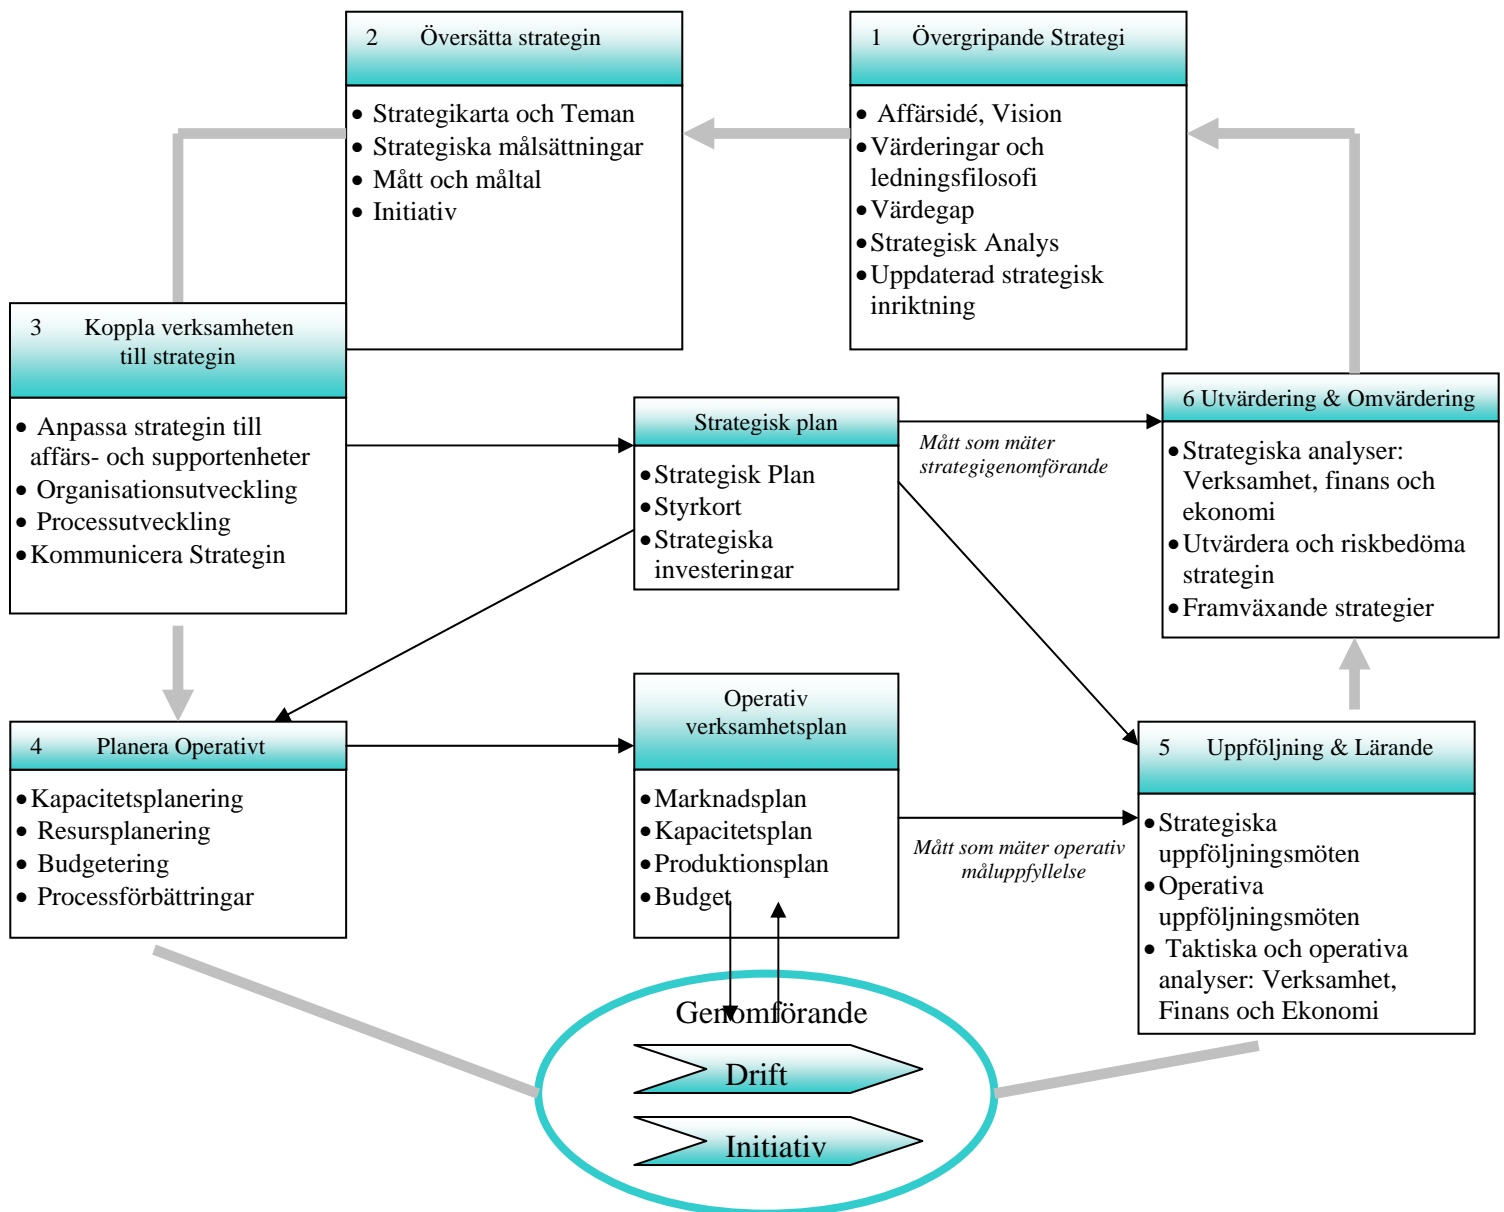 2 Översätta strategin
• Strategikarta och Teman
• Strategiska målsättningar
• Mått och måltal
• Initiativ
1 Övergripande Strategi
• Affärsidé, Vision
• Värderingar och
ledningsfilosofi
• Värdegap
• Strategisk Analys
• Uppdaterad strategisk
inriktning
3 Koppla verksamheten
till strategin
• Anpassa strategin till
affärs- och supportenheter
• Organisationsutveckling
• Processutveckling
• Kommunicera Strategin
Strategisk plan
• Strategisk Plan
• Styrkort
• Strategiska
investeringar
Mått som mäter
strategigenomförande
6 Utvärdering & Omvärdering
• Strategiska analyser:
Verksamhet, finans och
ekonomi
• Utvärdera och riskbedöma
strategin
• Framväxande strategier
4 Planera Operativt
• Kapacitetsplanering
• Resursplanering
• Budgetering
• Processförbättringar
Operativ
verksamhetsplan
• Marknadsplan
• Kapacitetsplan
• Produktionsplan
• Budget
Mått som mäter operativ
måluppfyllelse
5 Uppföljning & Lärande
• Strategiska
uppföljningsmöten
• Operativa
uppföljningsmöten
• Taktiska och operativa
analyser: Verksamhet,
Finans och Ekonomi
Genomförande
Drift
Initiativ